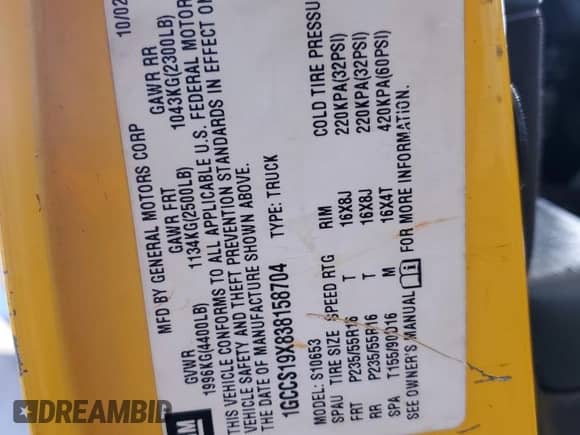 MFD BY GENERAL MOTORS CORP 10/02
GVWR GAWR FRT GAWR RR
1996KG(4400LB) 1134KG(2500LB) 1043KG(2300LB)
THIS VEHICLE CONFORMS TO ALL APPLICABLE U.S. FEDERAL MOTOR
VEHICLE SAFETY AND THEFT PREVENTION STANDARDS IN EFFECT ON
THE DATE OF MANUFACTURE SHOWN ABOVE.
1GCCS19X838158704 TYPE: TRUCK
MODEL: S10653
SPAU TIRE SIZE SPEED RTG RIM COLD TIRE PRESSU
FRT P235/55R16 T 16X8J 220KPA(32PSI)
RR P235/55R16 T 16X8J 220KPA(32PSI)
SPA T155/90D16 M 16X4T 420KPA(60PSI)
SEE OWNER'S MANUAL FOR MORE INFORMATION.
GM
DREAMBID